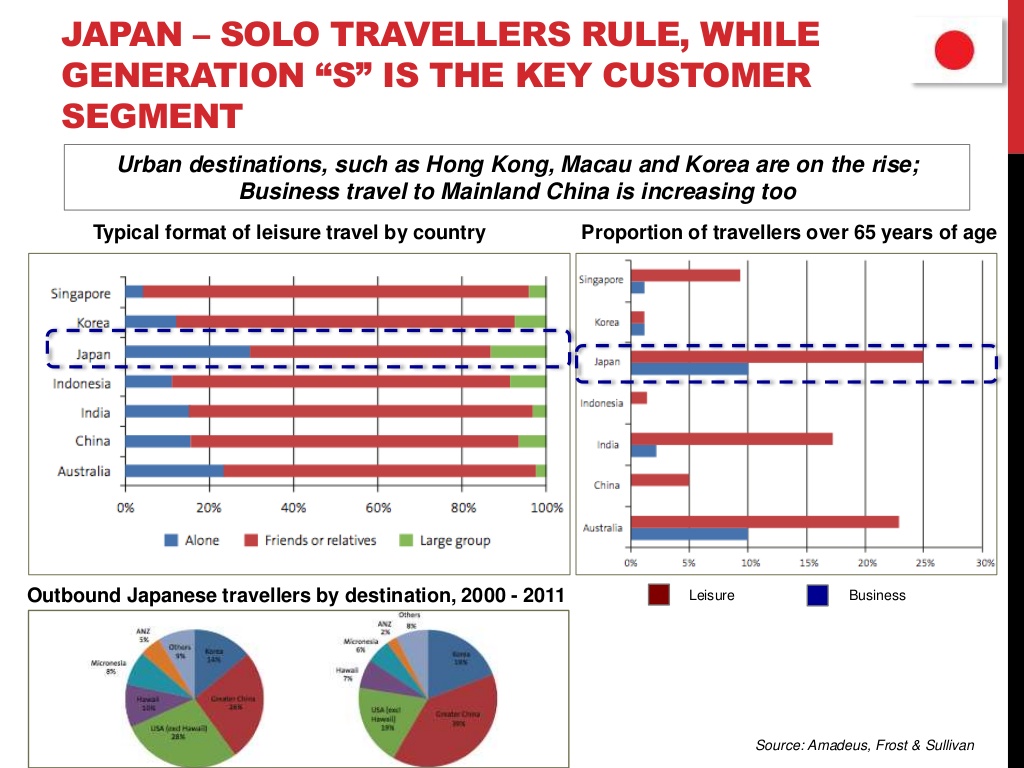 JAPAN – SOLO TRAVELLERS RULE, WHILE
GENERATION “S” IS THE KEY CUSTOMER
SEGMENT
Urban destinations, such as Hong Kong, Macau and Korea are on the rise;
Business travel to Mainland China is increasing too
Typical format of leisure travel by country
Singapore
Korea
Japan
Indonesia
India
China
Australia
0% 20% 40% 60% 80% 100%
Alone Friends or relatives Large group
Proportion of travellers over 65 years of age
Singapore
Korea
Japan
Indonesia
India
China
Australia
0% 5% 10% 15% 20% 25% 30%
Leisure Business
Outbound Japanese travellers by destination, 2000 - 2011
ANZ
5%
Others
9%
Korea
14%
Micronesia
8%
Hawaii
10%
Greater China
USA (excl Hawaii)
Others
8%
ANZ
2%
Micronesia
6%
Korea
Hawaii
7%
Greater China
USA (excl
Hawaii)
19%
Source: Amadeus, Frost & Sullivan